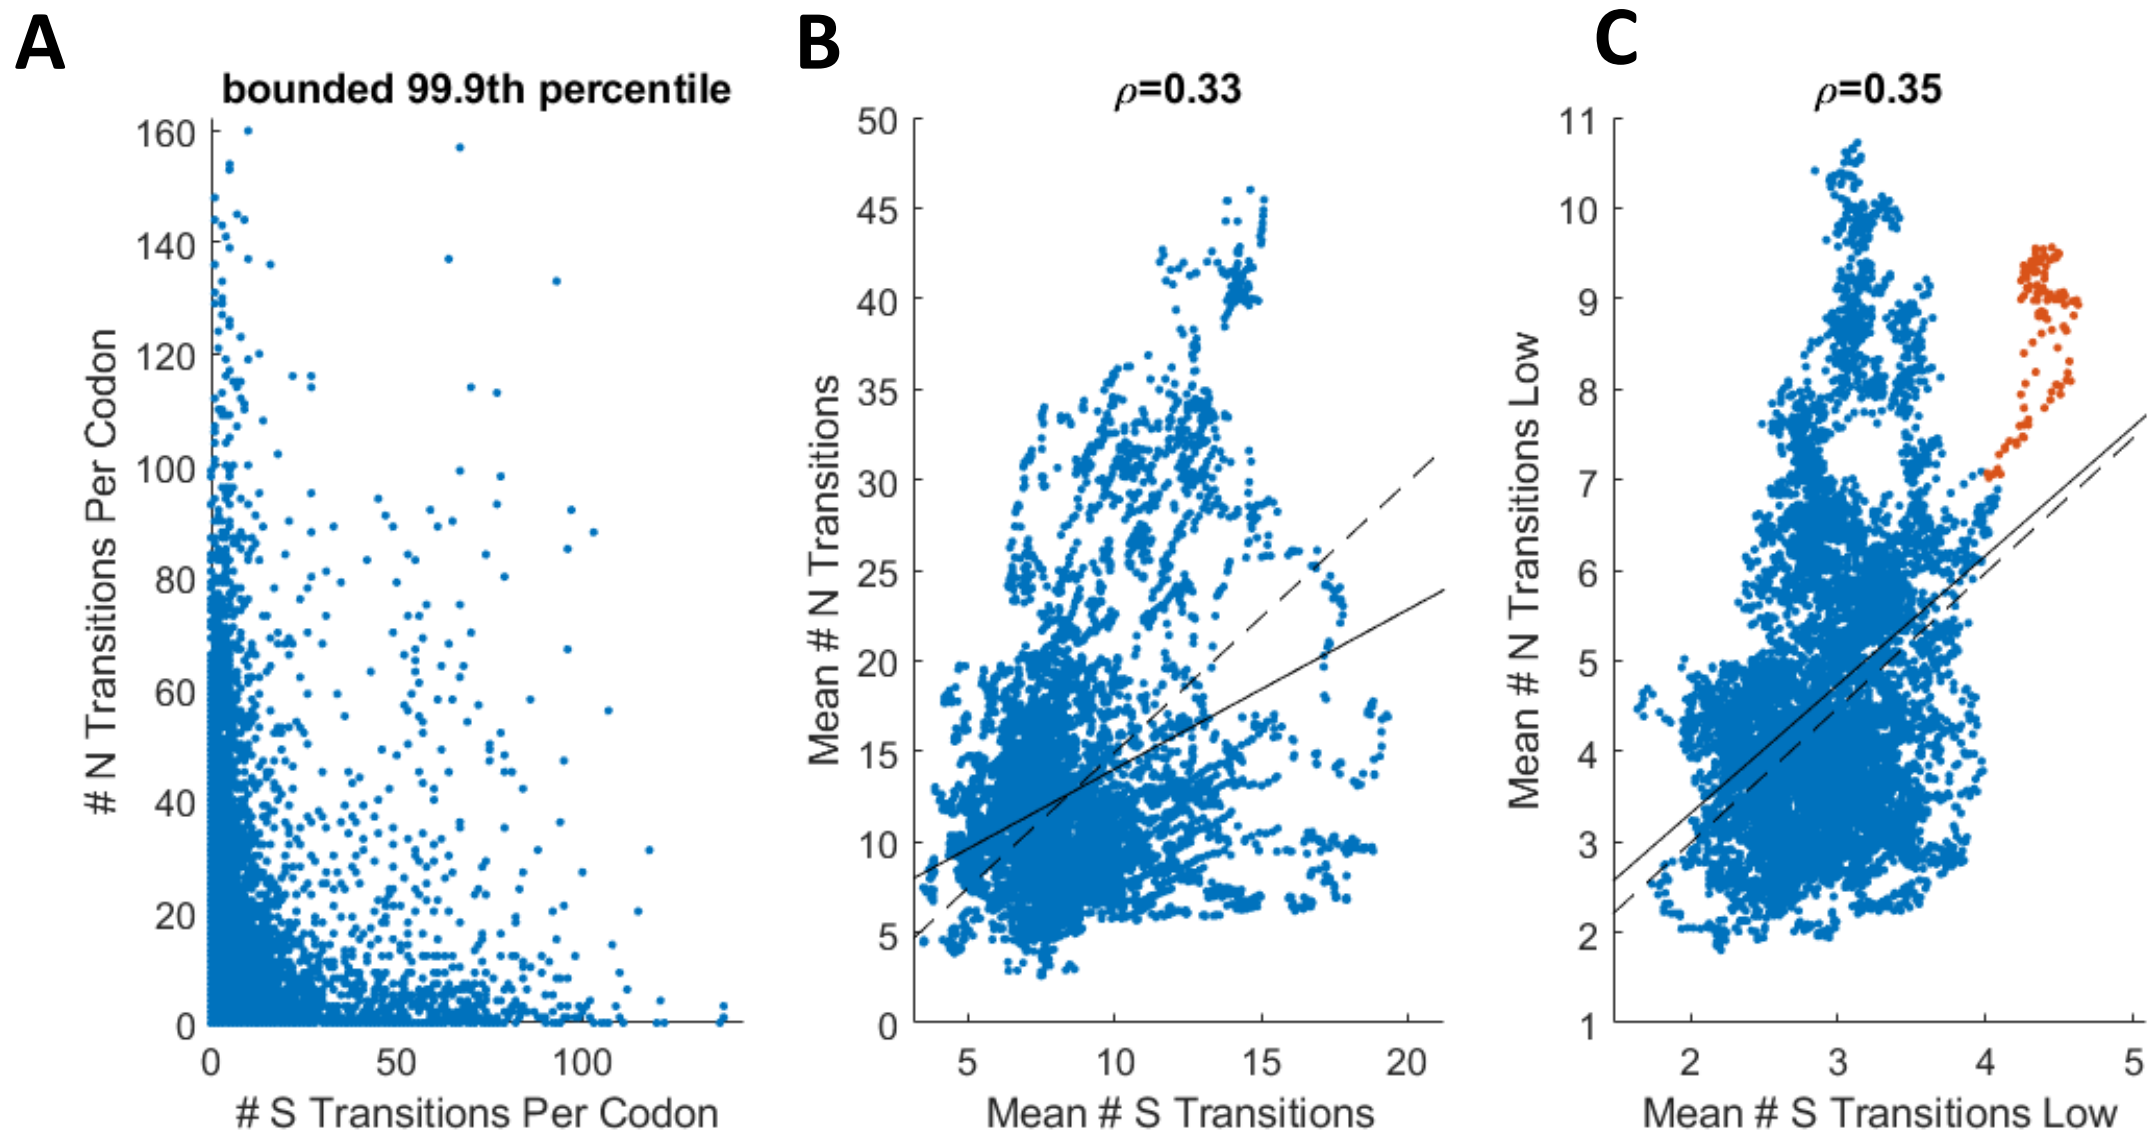 A
bounded 99.9th percentile
# N Transitions Per Codon
160
140
120
100
80
60
40
20
0
0 50 100
# S Transitions Per Codon
B
ρ=0.33
Mean # N Transitions
50
45
40
35
30
25
20
15
10
5
0
5 10 15 20
Mean # S Transitions
C
ρ=0.35
Mean # N Transitions Low
11
10
9
8
7
6
5
4
3
2
1
2 3 4 5
Mean # S Transitions Low